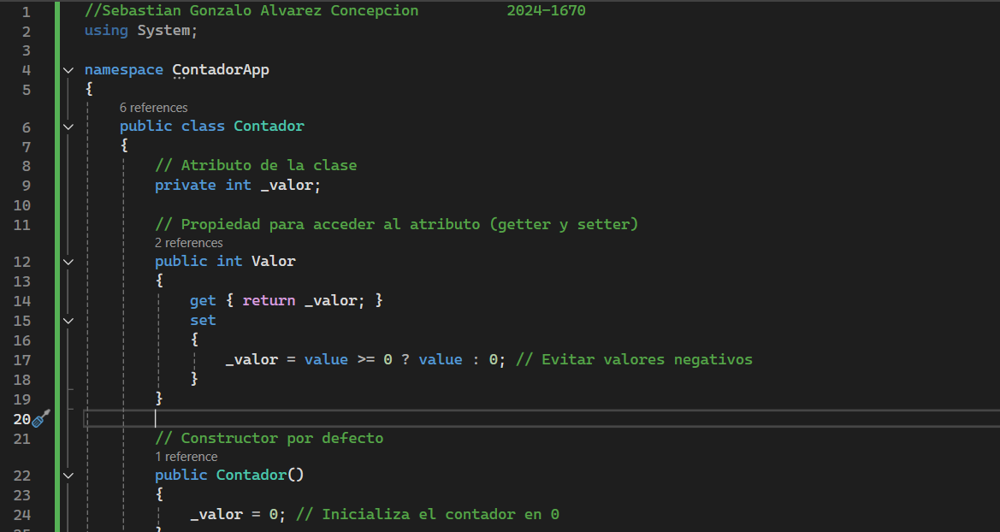 1 //Sebastian Gonzalo Alvarez Concepcion 2024-1670
2 using System;
3
4 namespace ContadorApp
5 {
6 references
6 public class Contador
7 {
8 // Atributo de la clase
9 private int _valor;
10
11 // Propiedad para acceder al atributo (getter y setter)
2 references
12 public int Valor
13 {
14 get { return _valor; }
15 set
16 {
17 _valor = value >= 0 ? value : 0; // Evitar valores negativos
18 }
19 }
20
21 // Constructor por defecto
1 reference
22 public Contador()
23 {
24 _valor = 0; // Inicializa el contador en 0